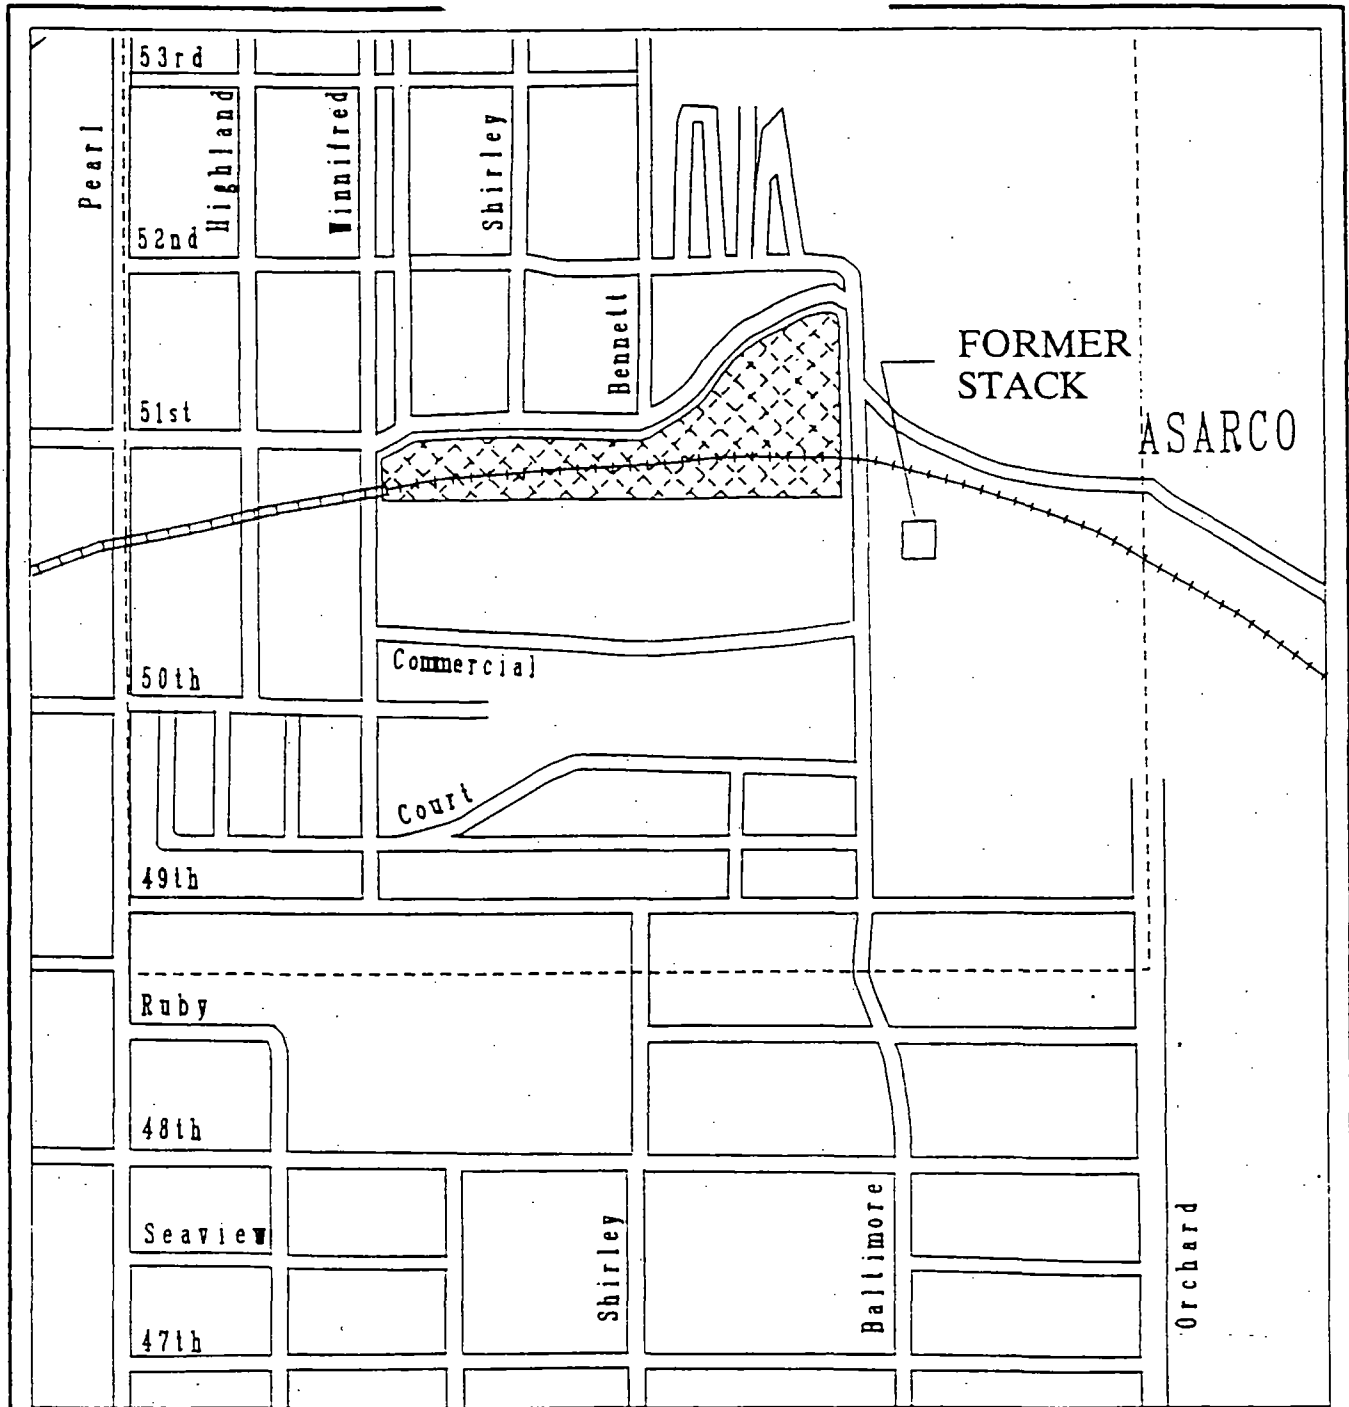 53rd
Pearl
Highland
Winnifred
Shirley
52nd
Bennett
FORMER
STACK
51st
ASARCO
Commercial
50th
Court
49th
Ruby
48th
Seaview
Shirley
Baltimore
Orchard
47th